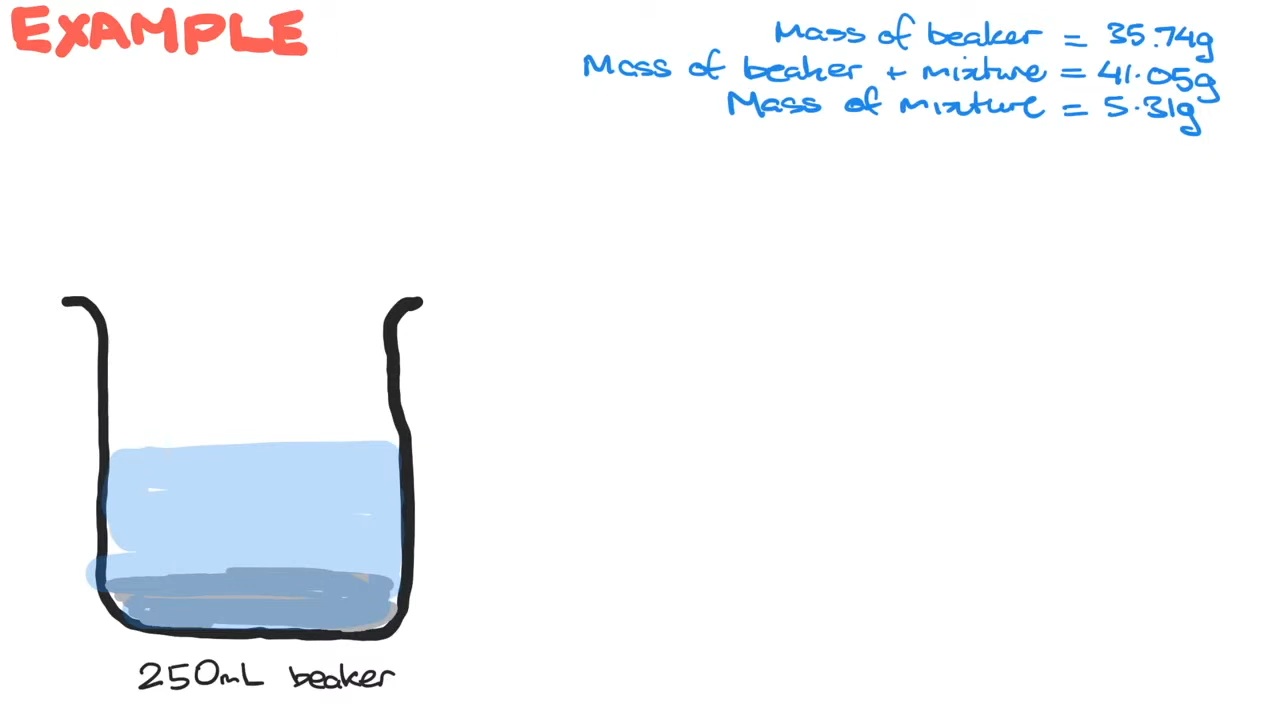 EXAMPLE
Mass of beaker = 35.74g
Mass of beaker + mixture = 41.05g
Mass of mixture = 5.31g
250mL beaker